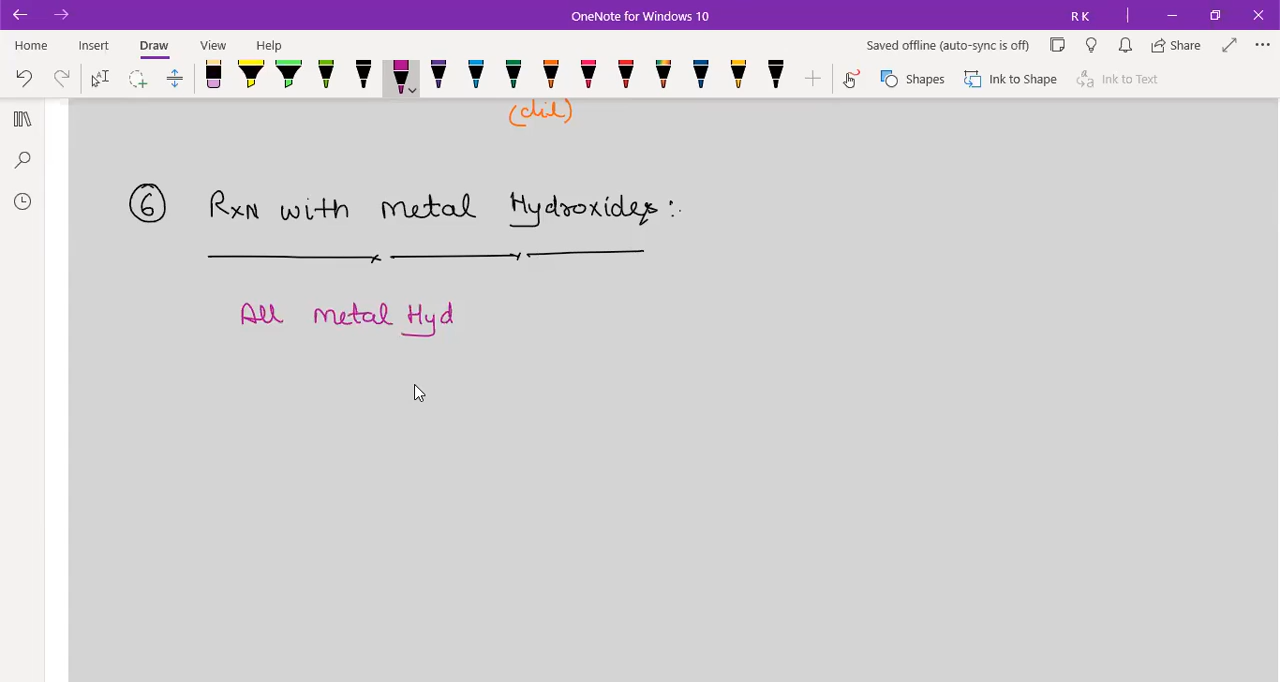 OneNote for Windows 10
R K
Home Insert Draw View Help
Saved offline (auto-sync is off)
Share
Shapes
Ink to Shape
Ink to Text
(dil)
6 Rxn with Metal Hydroxides :-
All Metal Hyd